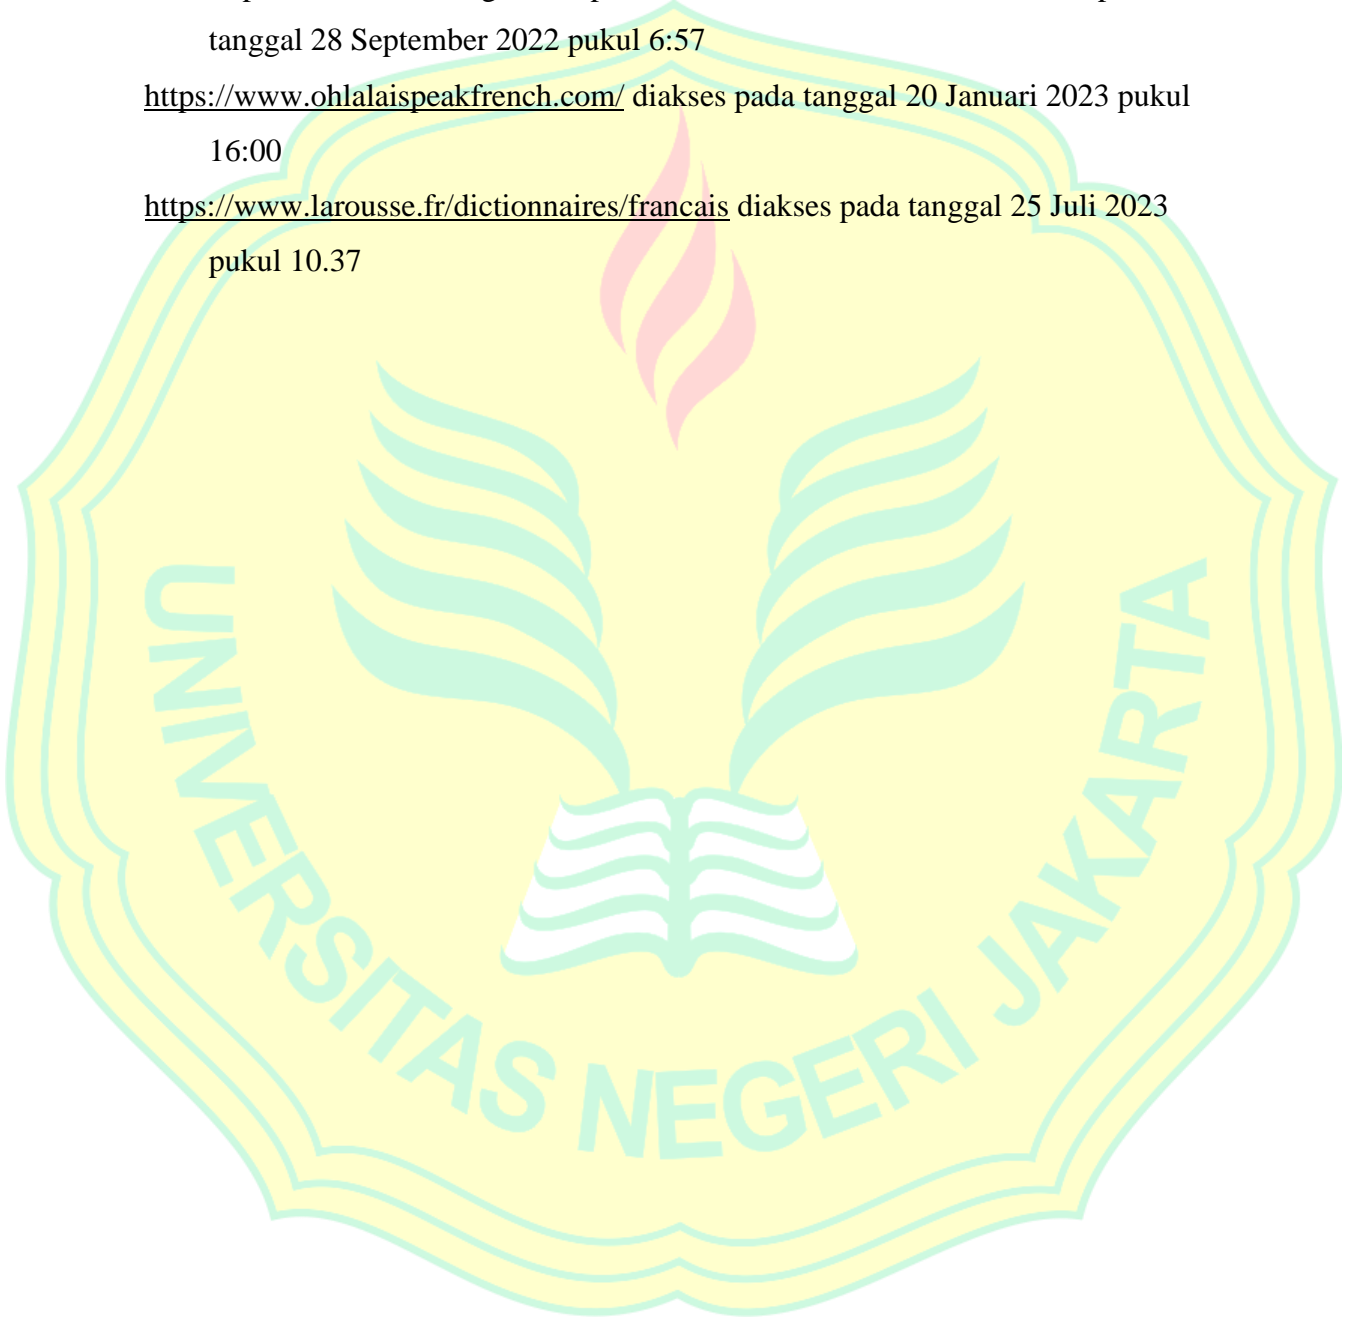 tanggal 28 September 2022 pukul 6:57
https://www.ohlalaispeakfrench.com/ diakses pada tanggal 20 Januari 2023 pukul
16:00
https://www.larousse.fr/dictionnaires/francais diakses pada tanggal 25 Juli 2023
pukul 10.37
UNIVERSITAS NEGERI JAKARTA